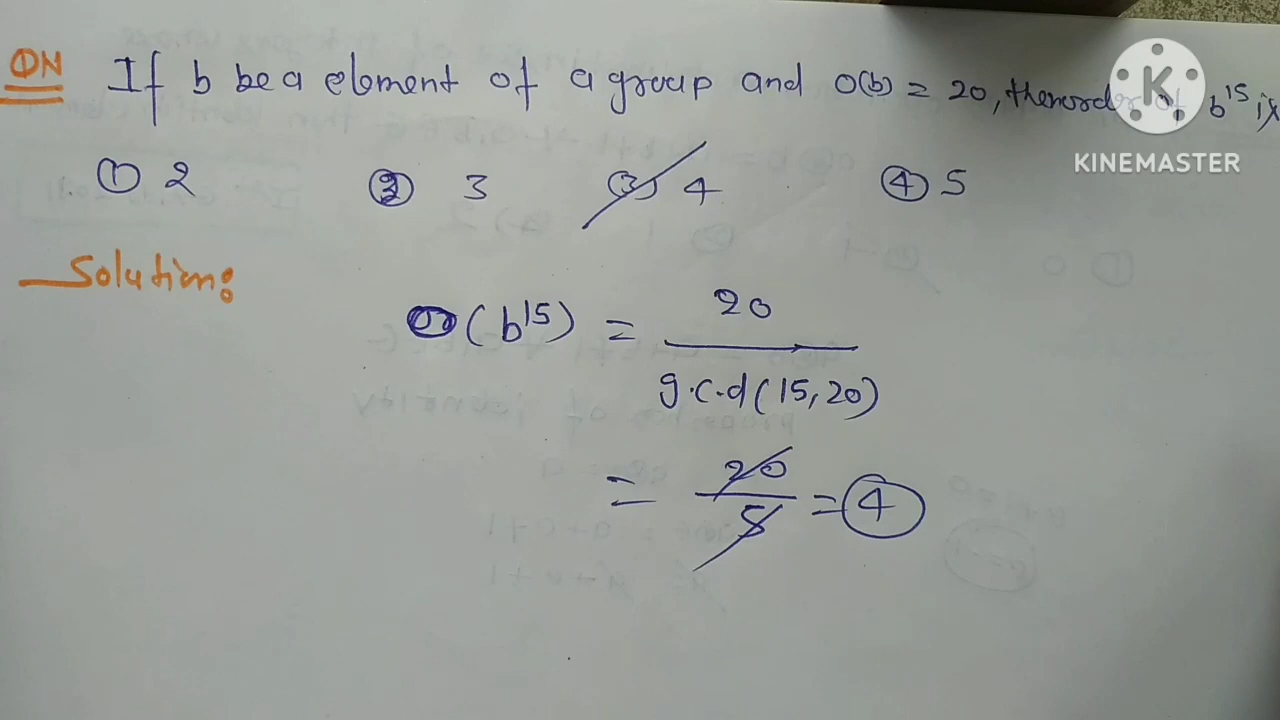 QN If b be a element of a group and o(b) = 20, then order of b^15 is
① 2 ② 3 ③ 4 ④ 5
KINEMASTER
Solution:
O(b^15) = 20 / g.c.d(15,20)
= 20/5 = 4